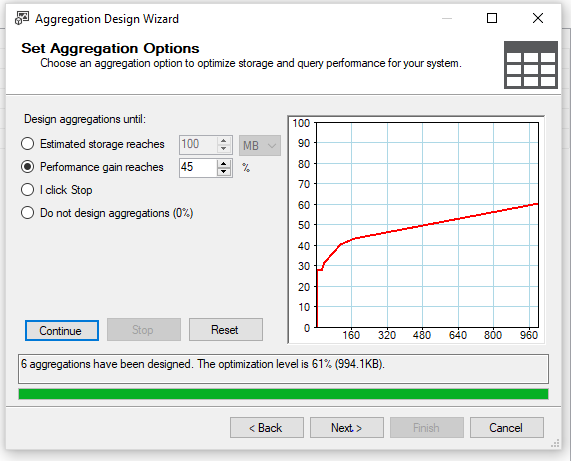 Aggregation Design Wizard
Set Aggregation Options
Choose an aggregation option to optimize storage and query performance for your system.
Design aggregations until:
Estimated storage reaches 100 MB
Performance gain reaches 45 %
I click Stop
Do not design aggregations (0%)
100
90
80
70
60
50
40
30
20
10
0
160 320 480 640 800 960
Continue Stop Reset
6 aggregations have been designed. The optimization level is 61% (994.1KB).
< Back Next > Finish Cancel